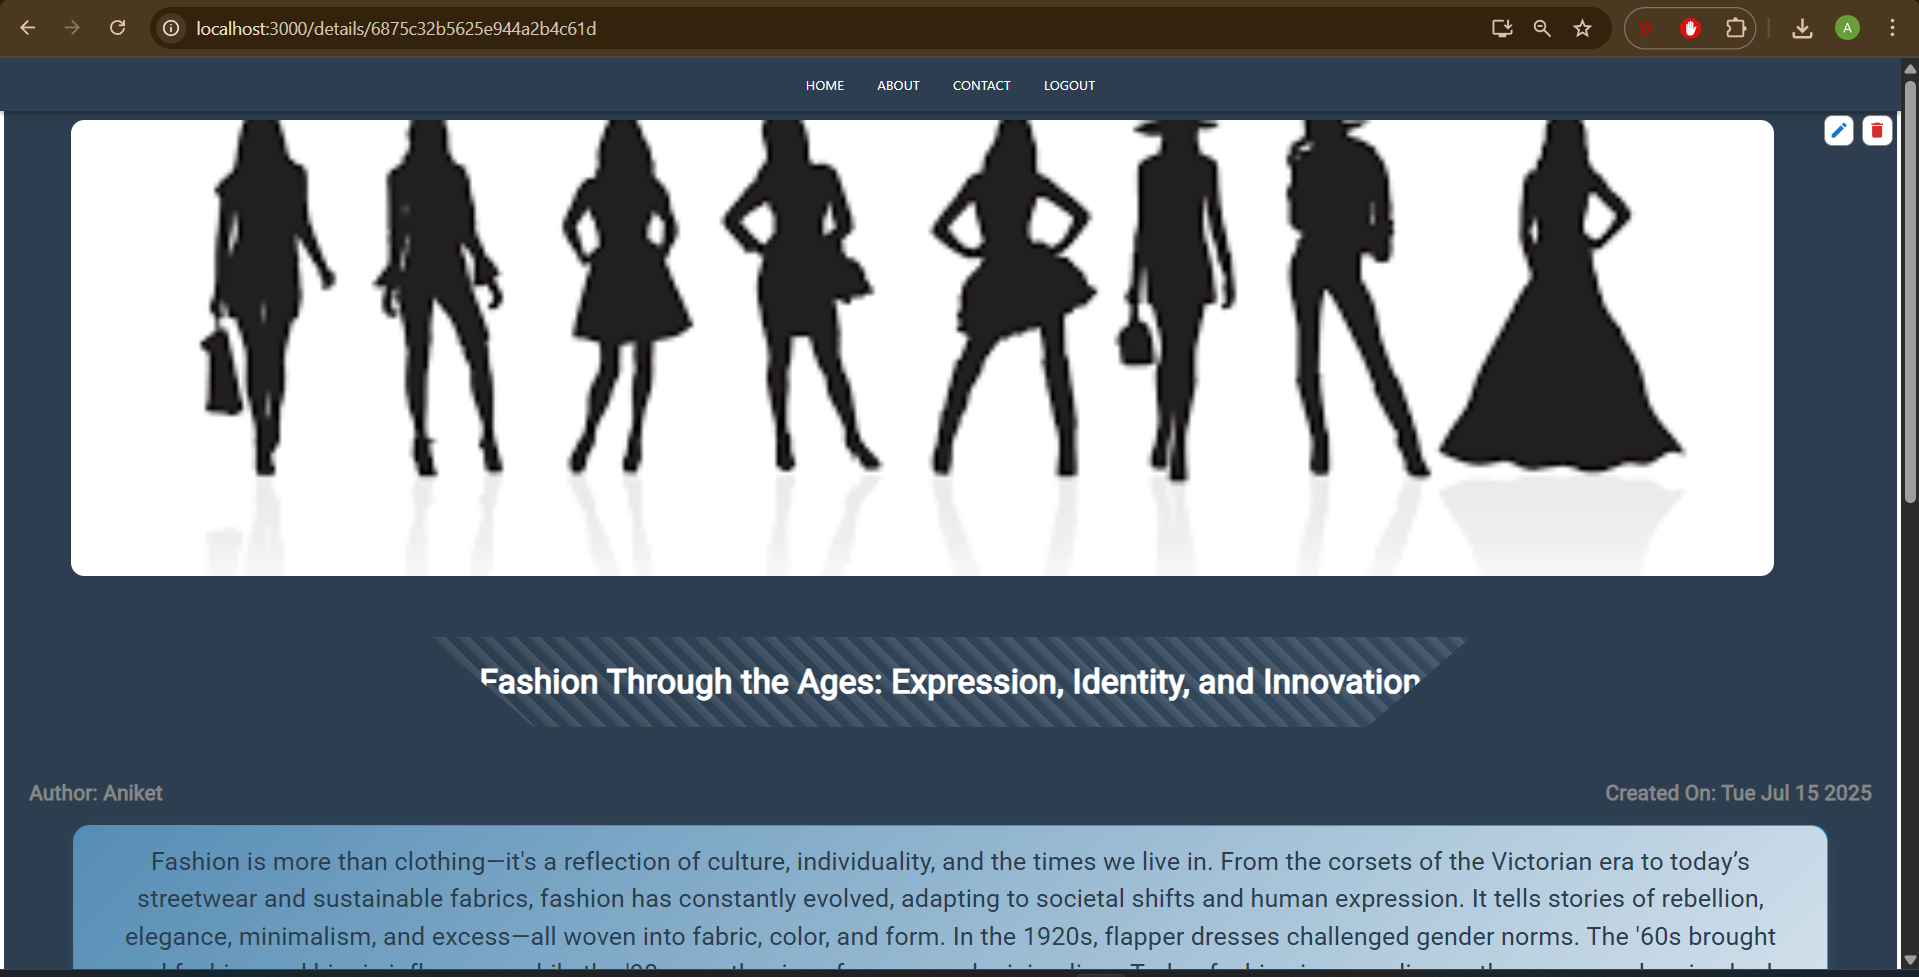 localhost:3000/details/6875c32b5625e944a2b4c61d
A
HOME ABOUT CONTACT LOGOUT
Fashion Through the Ages: Expression, Identity, and Innovation
Author: Aniket
Created On: Tue Jul 15 2025
Fashion is more than clothing—it's a reflection of culture, individuality, and the times we live in. From the corsets of the Victorian era to today’s
streetwear and sustainable fabrics, fashion has constantly evolved, adapting to societal shifts and human expression. It tells stories of rebellion,
elegance, minimalism, and excess—all woven into fabric, color, and form. In the 1920s, flapper dresses challenged gender norms. The '60s brought